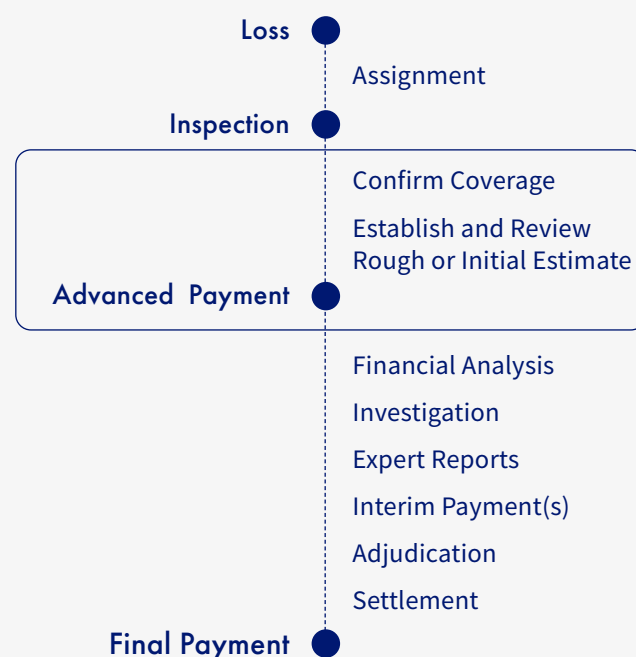 Loss
Assignment
Inspection
Confirm Coverage
Establish and Review
Rough or Initial Estimate
Advanced Payment
Financial Analysis
Investigation
Expert Reports
Interim Payment(s)
Adjudication
Settlement
Final Payment